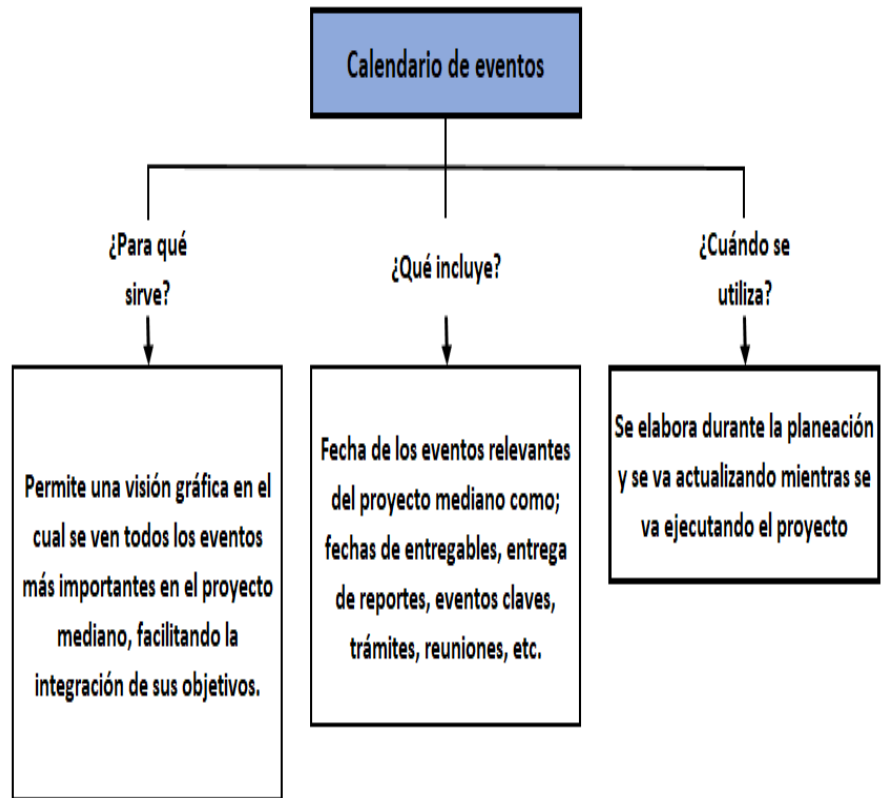 Calendario de eventos
¿Para qué
sirve?
Permite una visión gráfica en el
cual se ven todos los eventos
más importantes en el proyecto
mediano, facilitando la
integración de sus objetivos.
¿Qué incluye?
Fecha de los eventos relevantes
del proyecto mediano como;
fechas de entregables, entrega
de reportes, eventos claves,
trámites, reuniones, etc.
¿Cuándo se
utiliza?
Se elabora durante la planeación
y se va actualizando mientras se
va ejecutando el proyecto